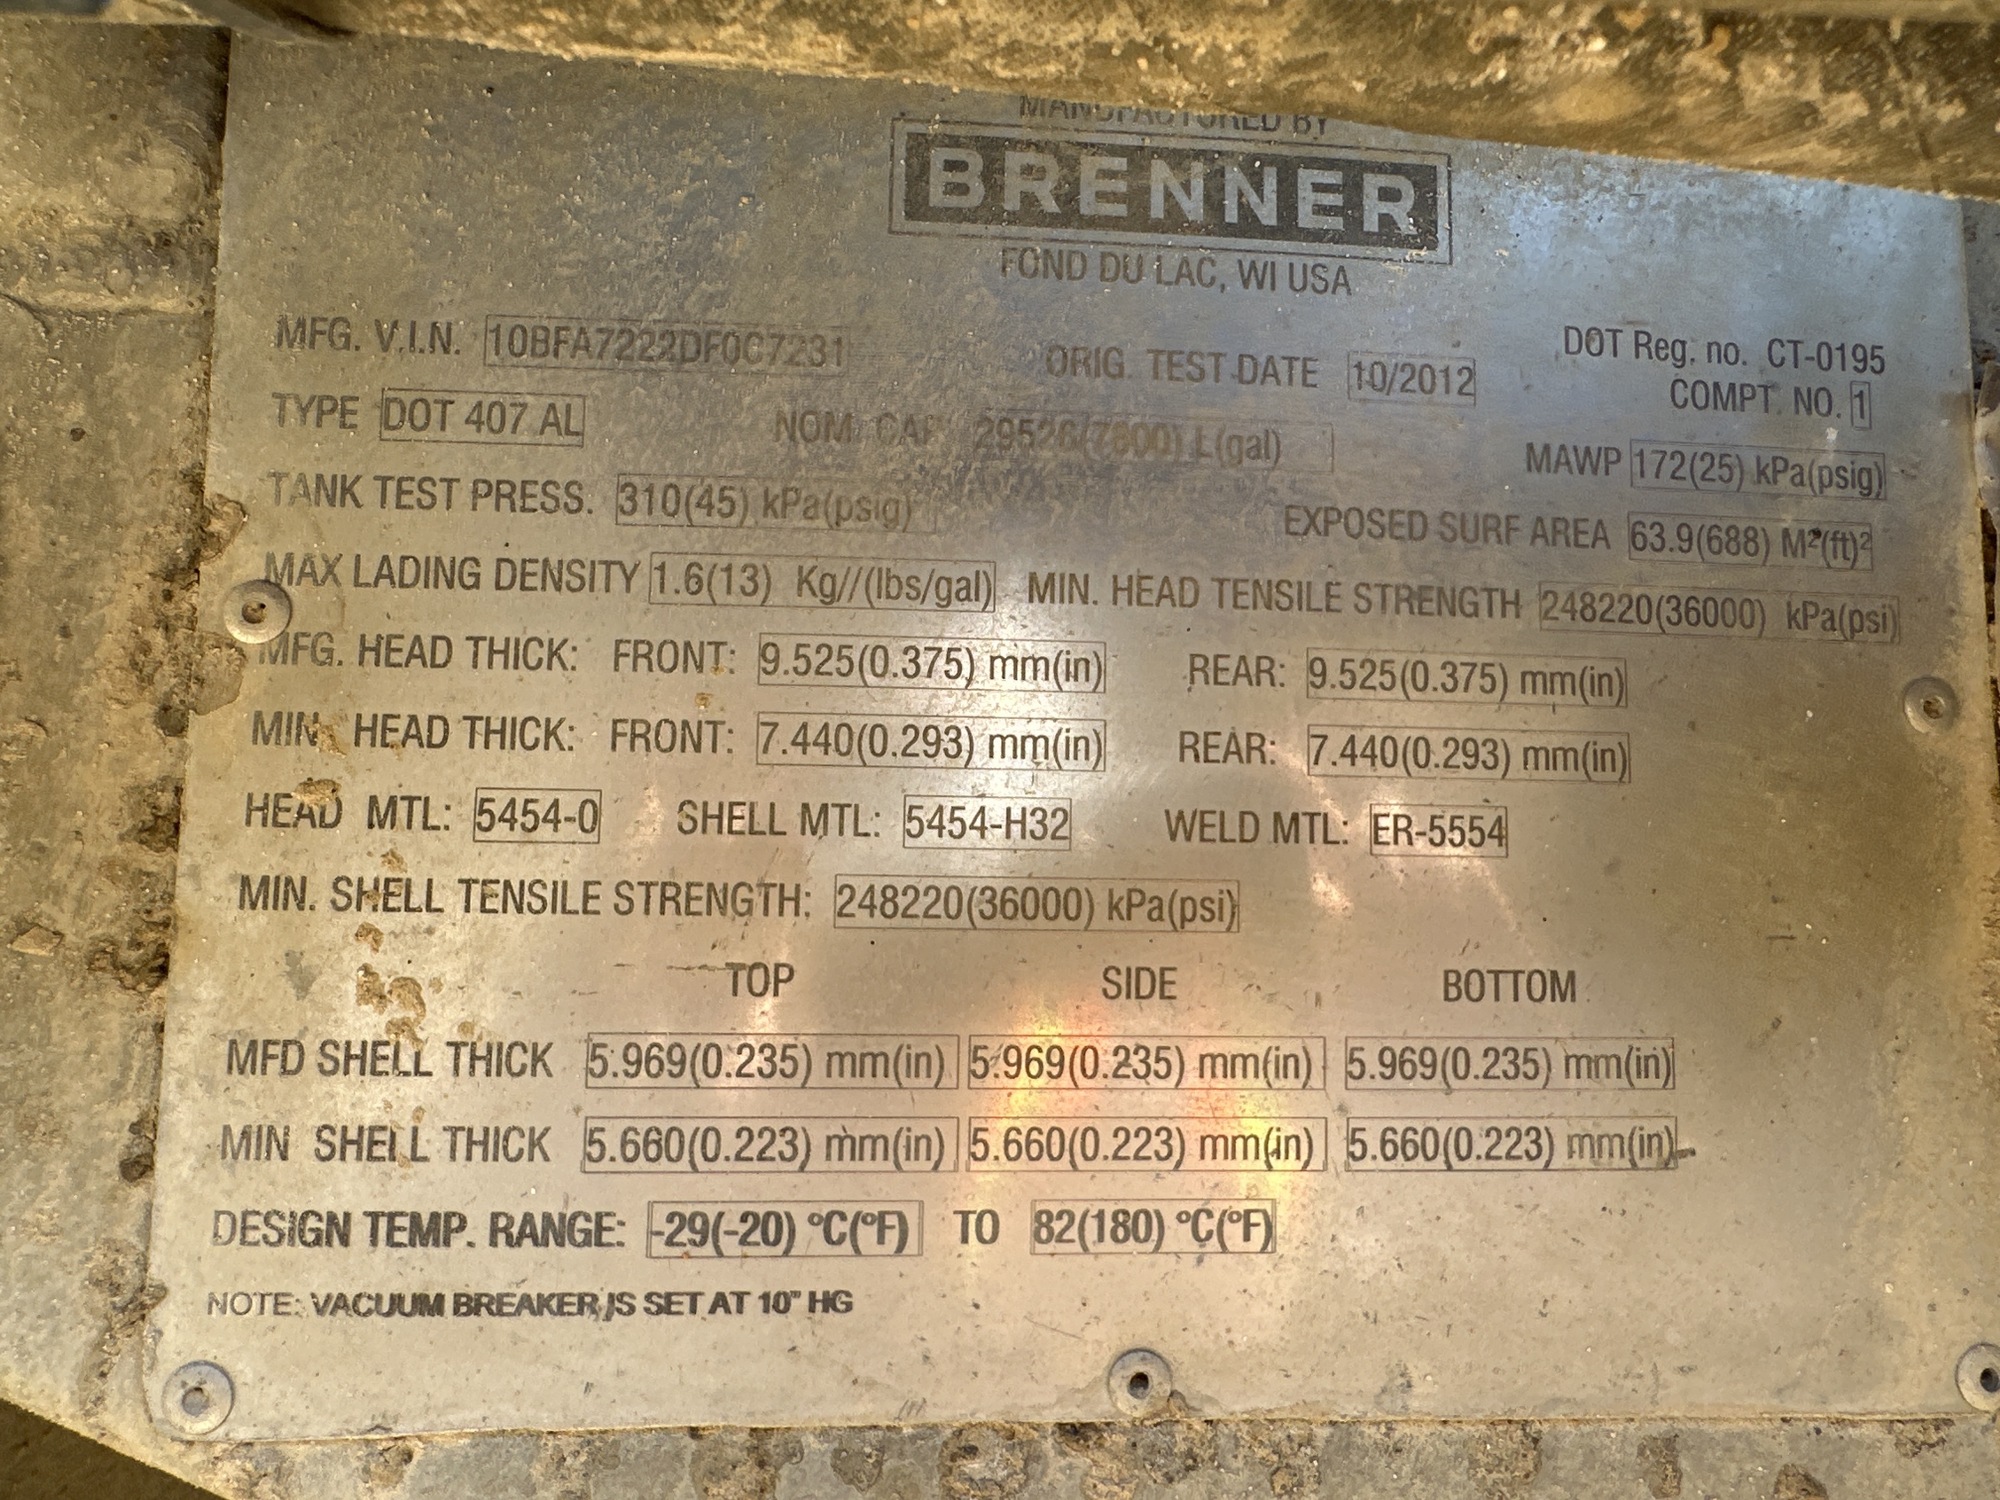 MANUFACTURED BY
BRENNER
FOND DU LAC, WI USA
MFG. V.I.N. 10BFA7222DF0C7231 ORIG. TEST DATE 10/2012 DOT Reg. no. CT-0195
COMPT. NO. 1
TYPE DOT 407 AL NOM. CAP. 29526(7800) L(gal) MAWP 172(25) kPa(psig)
TANK TEST PRESS. 310(45) kPa(psig) EXPOSED SURF AREA 63.9(688) M²(ft)²
MAX LADING DENSITY 1.6(13) Kg//(lbs/gal) MIN. HEAD TENSILE STRENGTH 248220(36000) kPa(psi)
MFG. HEAD THICK: FRONT: 9.525(0.375) mm(in) REAR: 9.525(0.375) mm(in)
MIN. HEAD THICK: FRONT: 7.440(0.293) mm(in) REAR: 7.440(0.293) mm(in)
HEAD MTL: 5454-0 SHELL MTL: 5454-H32 WELD MTL: ER-5554
MIN. SHELL TENSILE STRENGTH: 248220(36000) kPa(psi)
TOP SIDE BOTTOM
MFD SHELL THICK 5.969(0.235) mm(in) 5.969(0.235) mm(in) 5.969(0.235) mm(in)
MIN SHELL THICK 5.660(0.223) mm(in) 5.660(0.223) mm(in) 5.660(0.223) mm(in)
DESIGN TEMP. RANGE: -29(-20) °C(°F) TO 82(180) °C(°F)
NOTE: VACUUM BREAKER IS SET AT 10" HG